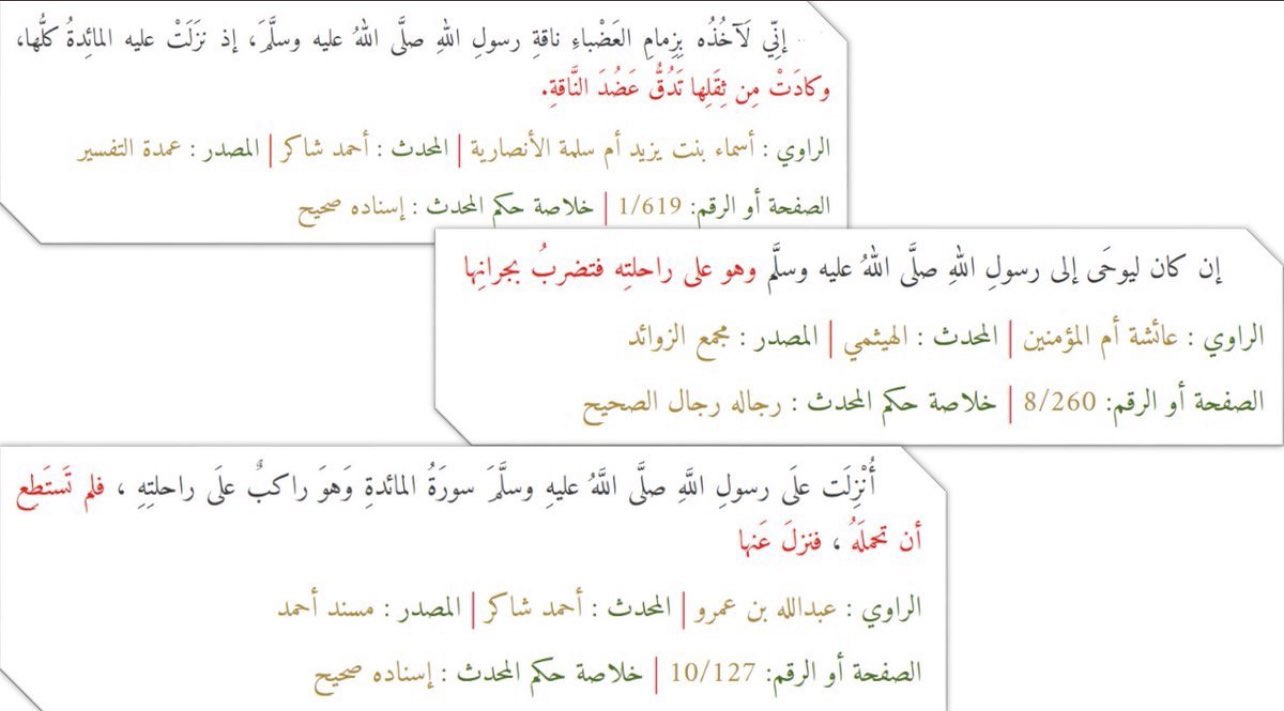 إنِّي لَآخُذُه بِزِمامِ العَضْباءِ ناقةِ رسولِ اللهِ صلَّى اللهُ عليه وسلَّمَ، إذ نزَلَتْ عليه المائدةُ كلُّها،
وكادَتْ مِن ثِقَلِها تَدُقُّ عَضُدَ النَّاقةِ.
الراوي : أسماء بنت يزيد أم سلمة الأنصارية | المحدث : أحمد شاكر | المصدر : عمدة التفسير
الصفحة أو الرقم: 1/619 | خلاصة حكم المحدث : إسناده صحيح
إن كان ليوحَى إلى رسولِ اللهِ صلَّى اللهُ عليه وسلَّم وهو على راحلتِه فتضربُ بجرانِها
الراوي : عائشة أم المؤمنين | المحدث : الهيثمي | المصدر : مجمع الزوائد
الصفحة أو الرقم: 8/260 | خلاصة حكم المحدث : رجاله رجال الصحيح
أُنْزِلَت علَى رسولِ اللَّهِ صلَّى اللَّهُ عليهِ وسلَّمَ سورَةُ المائدةِ وَهوَ راكبٌ علَى راحلتِهِ ، فلم تَستَطِع
أن تحملَهُ ، فنزلَ عَنها
الراوي : عبدالله بن عمرو | المحدث : أحمد شاكر | المصدر : مسند أحمد
الصفحة أو الرقم: 10/127 | خلاصة حكم المحدث : إسناده صحيح